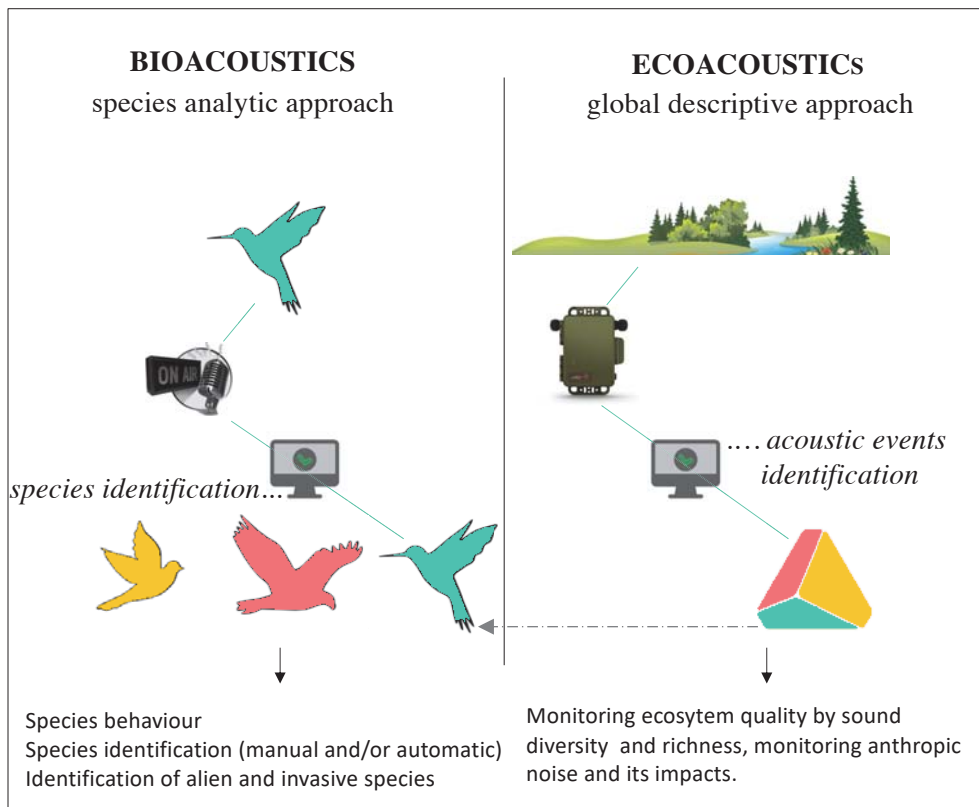 BIOACOUSTICS
species analytic approach
ECOACOUSTICs
global descriptive approach
ON AIR
species identification…
…. acoustic events
identification
Species behaviour
Species identification (manual and/or automatic)
Identification of alien and invasive species
Monitoring ecosytem quality by sound
diversity and richness, monitoring anthropic
noise and its impacts.